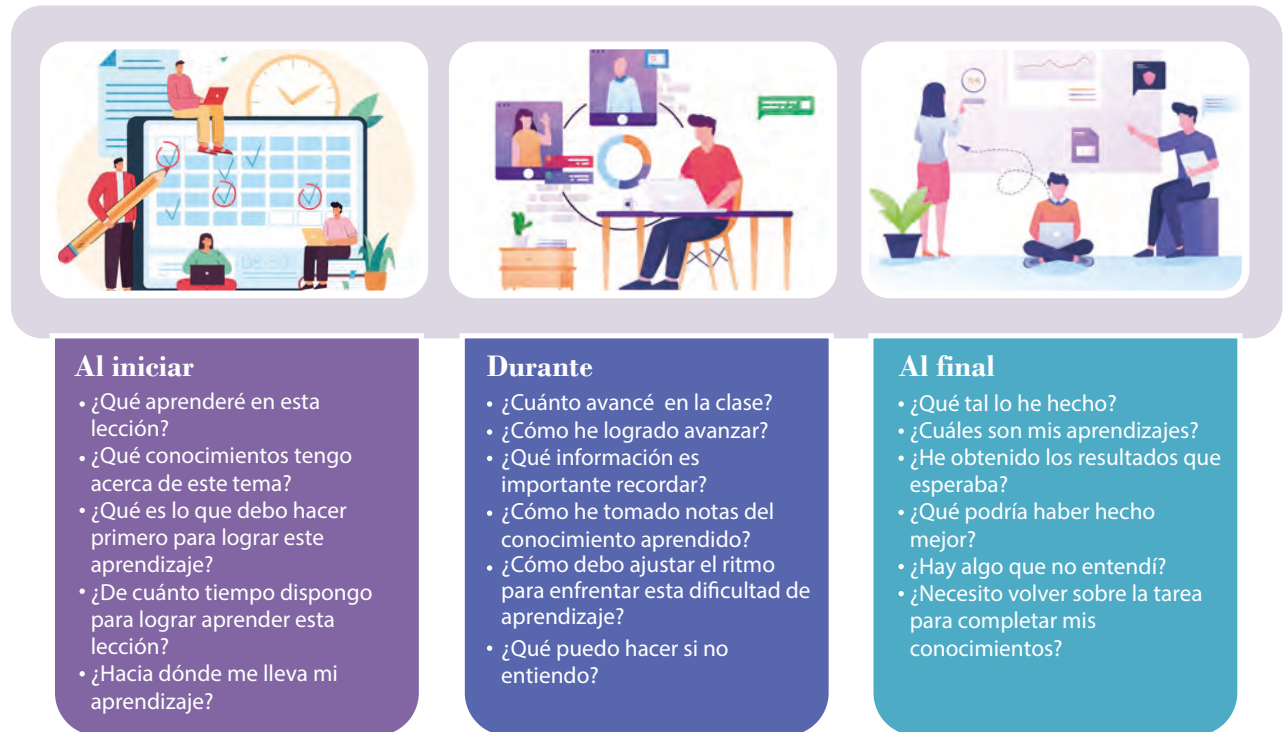 Al iniciar
• ¿Qué aprenderé en esta
lección?
• ¿Qué conocimientos tengo
acerca de este tema?
• ¿Qué es lo que debo hacer
primero para lograr este
aprendizaje?
• ¿De cuánto tiempo dispongo
para lograr aprender esta
lección?
• ¿Hacia dónde me lleva mi
aprendizaje?
Durante
• ¿Cuánto avancé en la clase?
• ¿Cómo he logrado avanzar?
• ¿Qué información es
importante recordar?
• ¿Cómo he tomado notas del
conocimiento aprendido?
• ¿Cómo debo ajustar el ritmo
para enfrentar esta dificultad de
aprendizaje?
• ¿Qué puedo hacer si no
entiendo?
Al final
• ¿Qué tal lo he hecho?
• ¿Cuáles son mis aprendizajes?
• ¿He obtenido los resultados que
esperaba?
• ¿Qué podría haber hecho
mejor?
• ¿Hay algo que no entendí?
• ¿Necesito volver sobre la tarea
para completar mis
conocimientos?